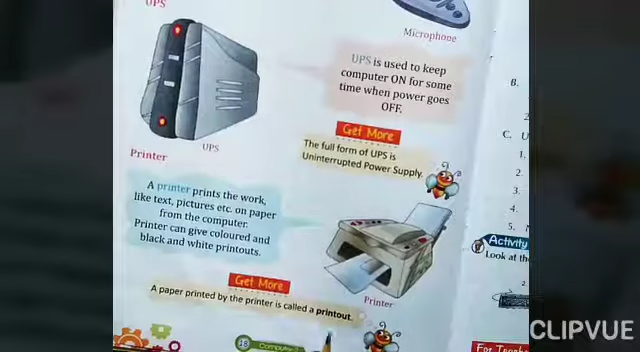 UPS
Microphone
UPS is used to keep
computer ON for some
time when power goes
OFF.
UPS
Get More
The full form of UPS is
Uninterrupted Power Supply.
Printer
A printer prints the work,
like text, pictures etc. on paper
from the computer.
Printer can give coloured and
black and white printouts.
Printer
Get More
A paper printed by the printer is called a printout.
18
B.
2
C. U
1.
2.
3.
4.
5.
Activity
Look at the
CLIPVUE